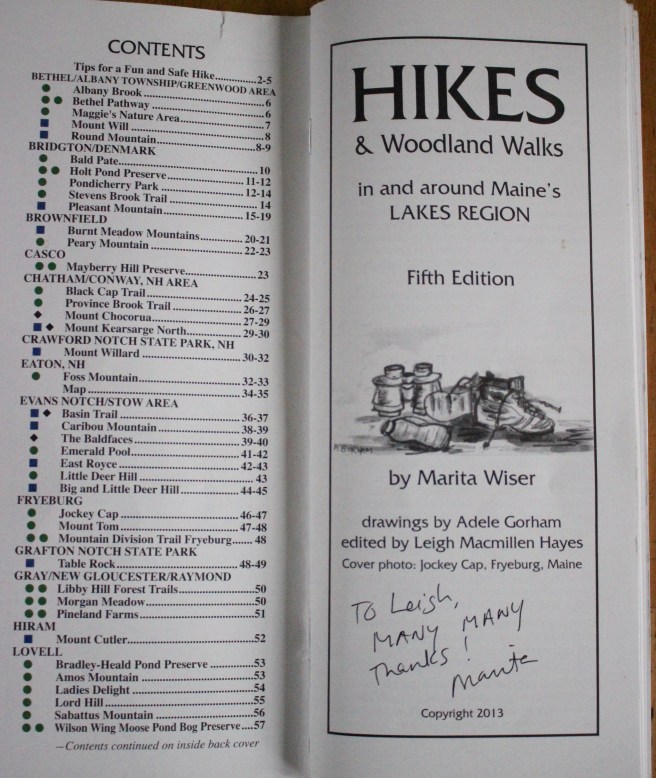 CONTENTS
Tips for a Fun and Safe Hike..............2-5
BETHEL/ALBANY TOWNSHIP/GREENWOOD AREA
Albany Brook..............................6
Bethel Pathway ..............................6
Maggie's Nature Area........................7
Mount Will ..............................8
Round Mountain..........................8-9
BRIDGTON/DENMARK
Bald Pate..............................10
Holt Pond Preserve....................11-12
Pondicherry Park ....................12-14
Stevens Brook Trail ........................14
Pleasant Mountain....................15-19
BROWNFIELD
Burnt Meadow Mountains............20-21
Peary Mountain ........................22-23
CASCO
Mayberry Hill Preserve....................23
CHATHAM/CONWAY, NH AREA
Black Cap Trail ........................24-25
Province Brook Trail ....................26-27
Mount Chocorua........................27-29
Mount Kearsarge North................29-30
CRAWFORD NOTCH STATE PARK, NH
Mount Willard ........................30-32
EATON, NH
Foss Mountain..........................32-33
Map ..............................34-35
EVANS NOTCH/STOW AREA
Basin Trail ..............................36-37
Caribou Mountain ....................38-39
The Baldfaces ........................39-40
Emerald Pool..........................41-42
East Royce ..............................42-43
Little Deer Hill..............................43
Big and Little Deer Hill................44-45
FRYEBURG
Jockey Cap ..............................46-47
Mount Tom ..............................47-48
Mountain Division Trail Fryeburg...... 48
GRAFTON NOTCH STATE PARK
Table Rock..............................48-49
GRAY/NEW GLOUCESTER/RAYMOND
Libby Hill Forest Trails....................50
Morgan Meadow..........................50
Pineland Farms..........................51
HIRAM
Mount Cutler..............................52
LOVELL
Bradley-Heald Pond Preserve ............53
Amos Mountain ..........................53
Ladies Delight ..........................54
Lord Hill ..............................55
Sabattus Mountain ........................56
Wilson Wing Moose Pond Bog Preserve....57
—Contents continued on inside back cover
HIKES
& Woodland Walks
in and around Maine's
LAKES REGION
Fifth Edition
by Marita Wiser
drawings by Adele Gorham
edited by Leigh Macmillen Hayes
Cover photo: Jockey Cap, Fryeburg, Maine
To Leigh,
MANY MANY
Thanks!
Marita
Copyright 2013